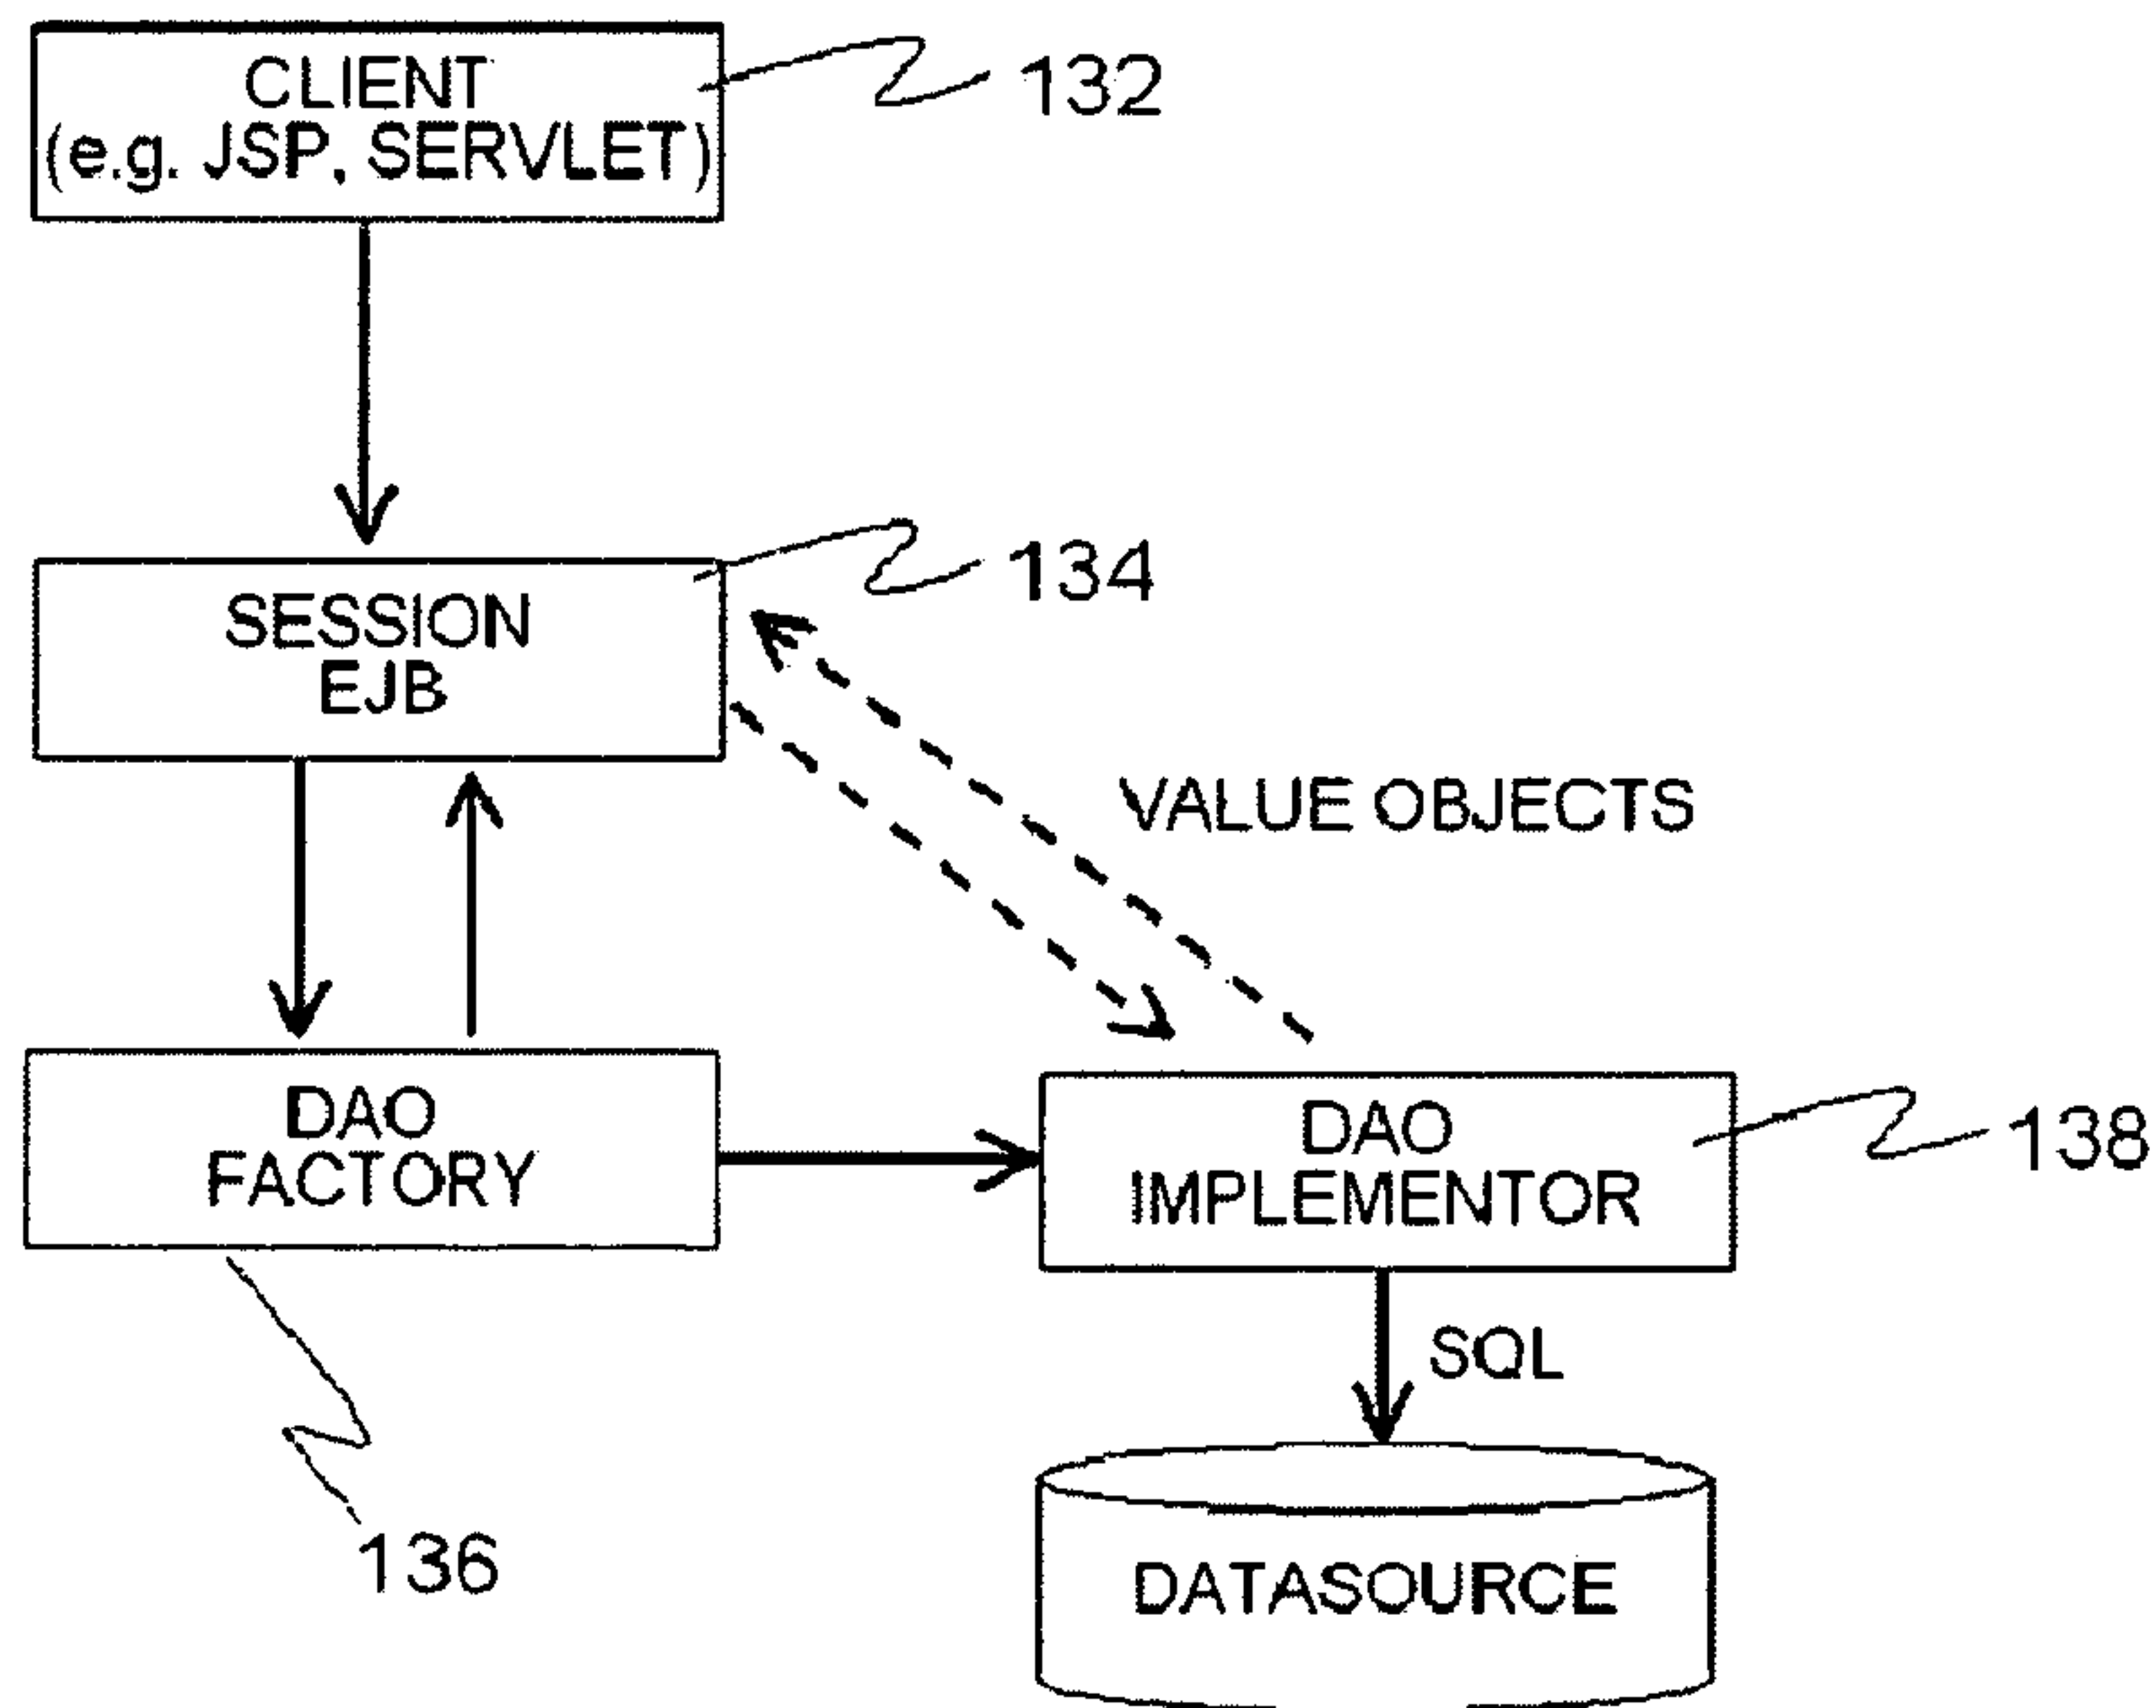 CLIENT
(e.g. JSP, SERVLET)
132
SESSION
EJB
134
VALUE OBJECTS
DAO
FACTORY
136
DAO
IMPLEMENTOR
138
SQL
DATASOURCE